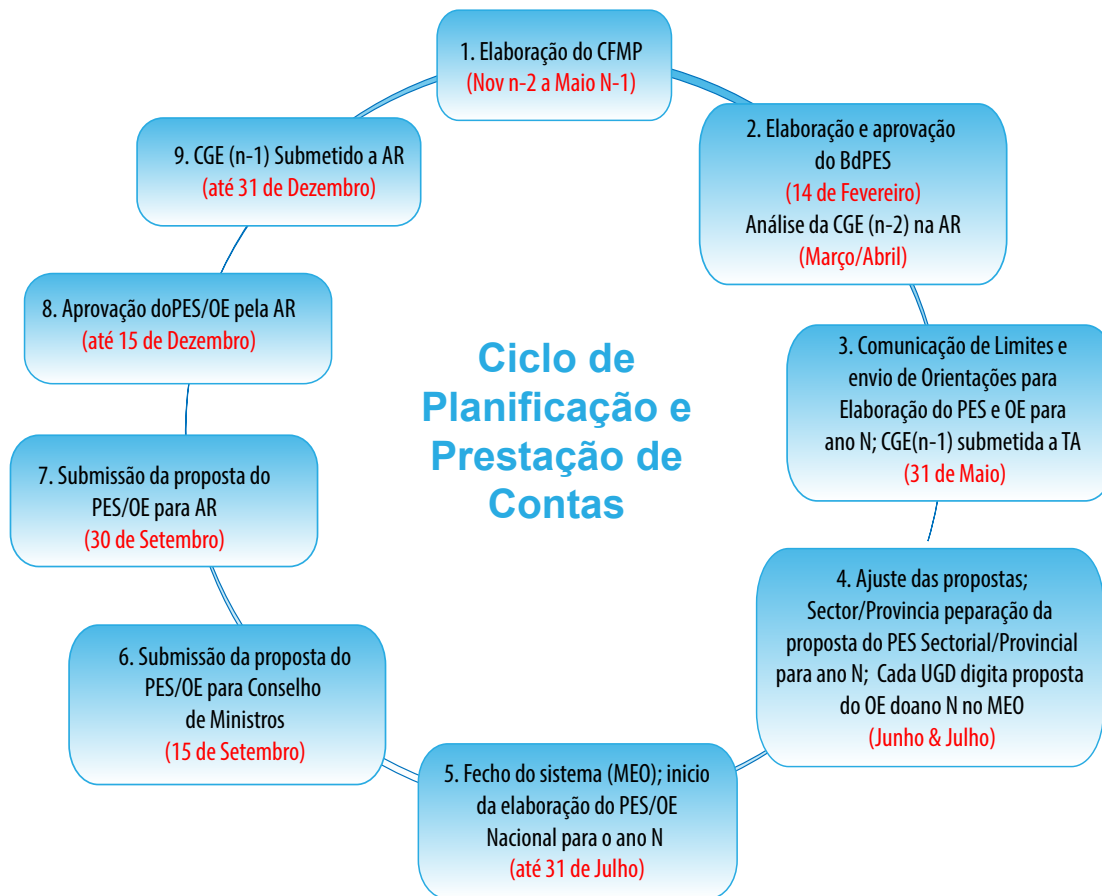 1. Elaboração do CFMP
(Nov n-2 a Maio N-1)
2. Elaboração e aprovação
do BdPES
(14 de Fevereiro)
Análise da CGE (n-2) na AR
(Março/Abril)
3. Comunicação de Limites e
envio de Orientações para
Elaboração do PES e OE para
ano N; CGE(n-1) submetida a TA
(31 de Maio)
4. Ajuste das propostas;
Sector/Provincia peparação da
proposta do PES Sectorial/Provincial
para ano N; Cada UGD digita proposta
do OE doano N no MEO
(Junho & Julho)
5. Fecho do sistema (MEO); inicio
da elaboração do PES/OE
Nacional para o ano N
(até 31 de Julho)
6. Submissão da proposta do
PES/OE para Conselho
de Ministros
(15 de Setembro)
7. Submissão da proposta do
PES/OE para AR
(30 de Setembro)
8. Aprovação doPES/OE pela AR
(até 15 de Dezembro)
9. CGE (n-1) Submetido a AR
(até 31 de Dezembro)
Ciclo de
Planificação e
Prestação de
Contas